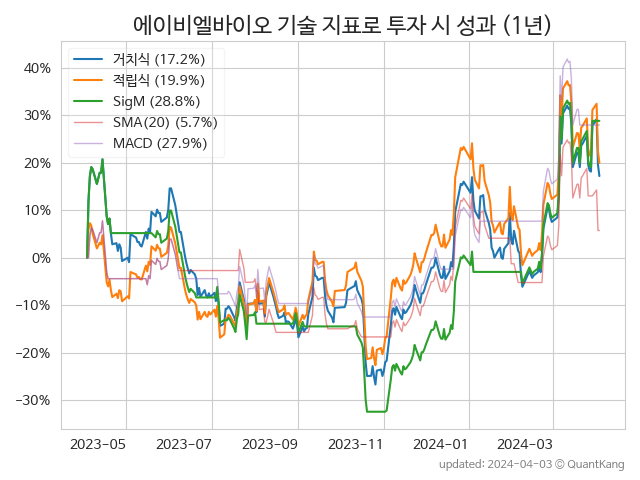 에이비엘바이오 기술 지표로 투자 시 성과 (1년)
거치식 (17.2%)
적립식 (19.9%)
SigM (28.8%)
SMA(20) (5.7%)
MACD (27.9%)
40%
30%
20%
10%
0%
−10%
−20%
−30%
2023-05 2023-07 2023-09 2023-11 2024-01 2024-03
updated: 2024-04-03 © QuantKang